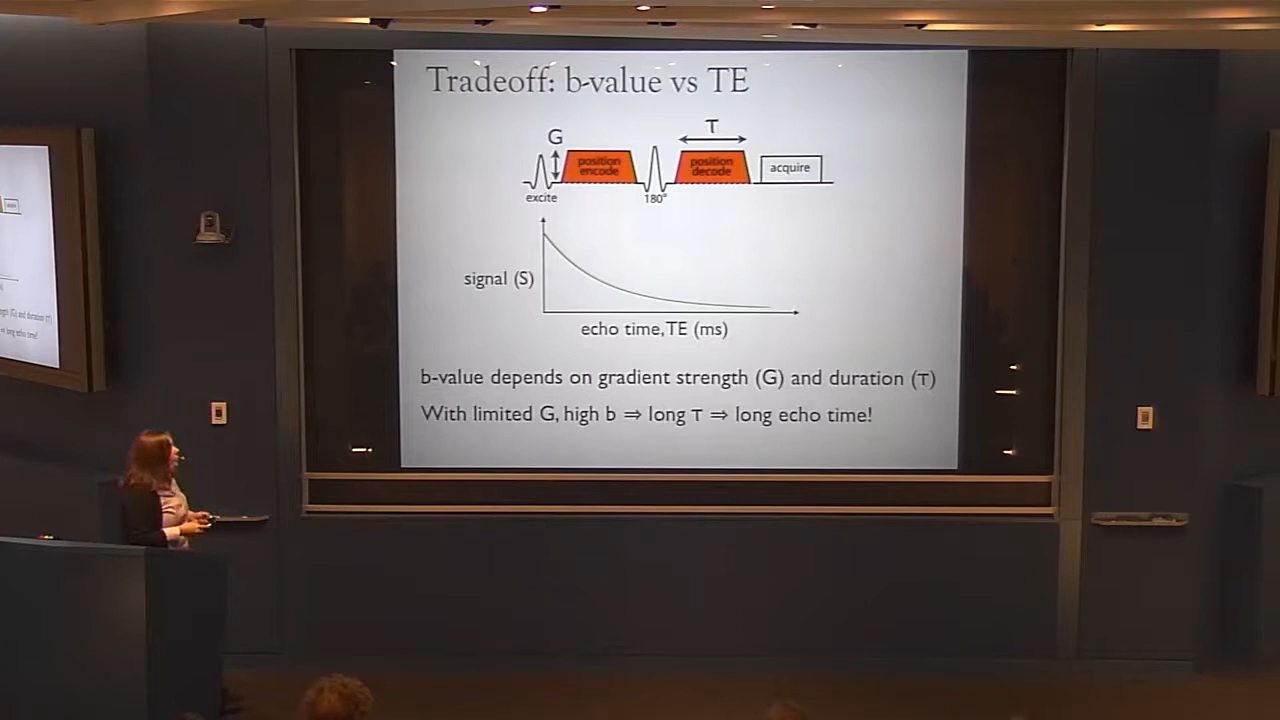 Tradeoff: b-value vs TE
G
T
position
encode
position
decode
acquire
excite
180°
signal (S)
echo time, TE (ms)
b-value depends on gradient strength (G) and duration (T)
With limited G, high b ⇒ long T ⇒ long echo time!